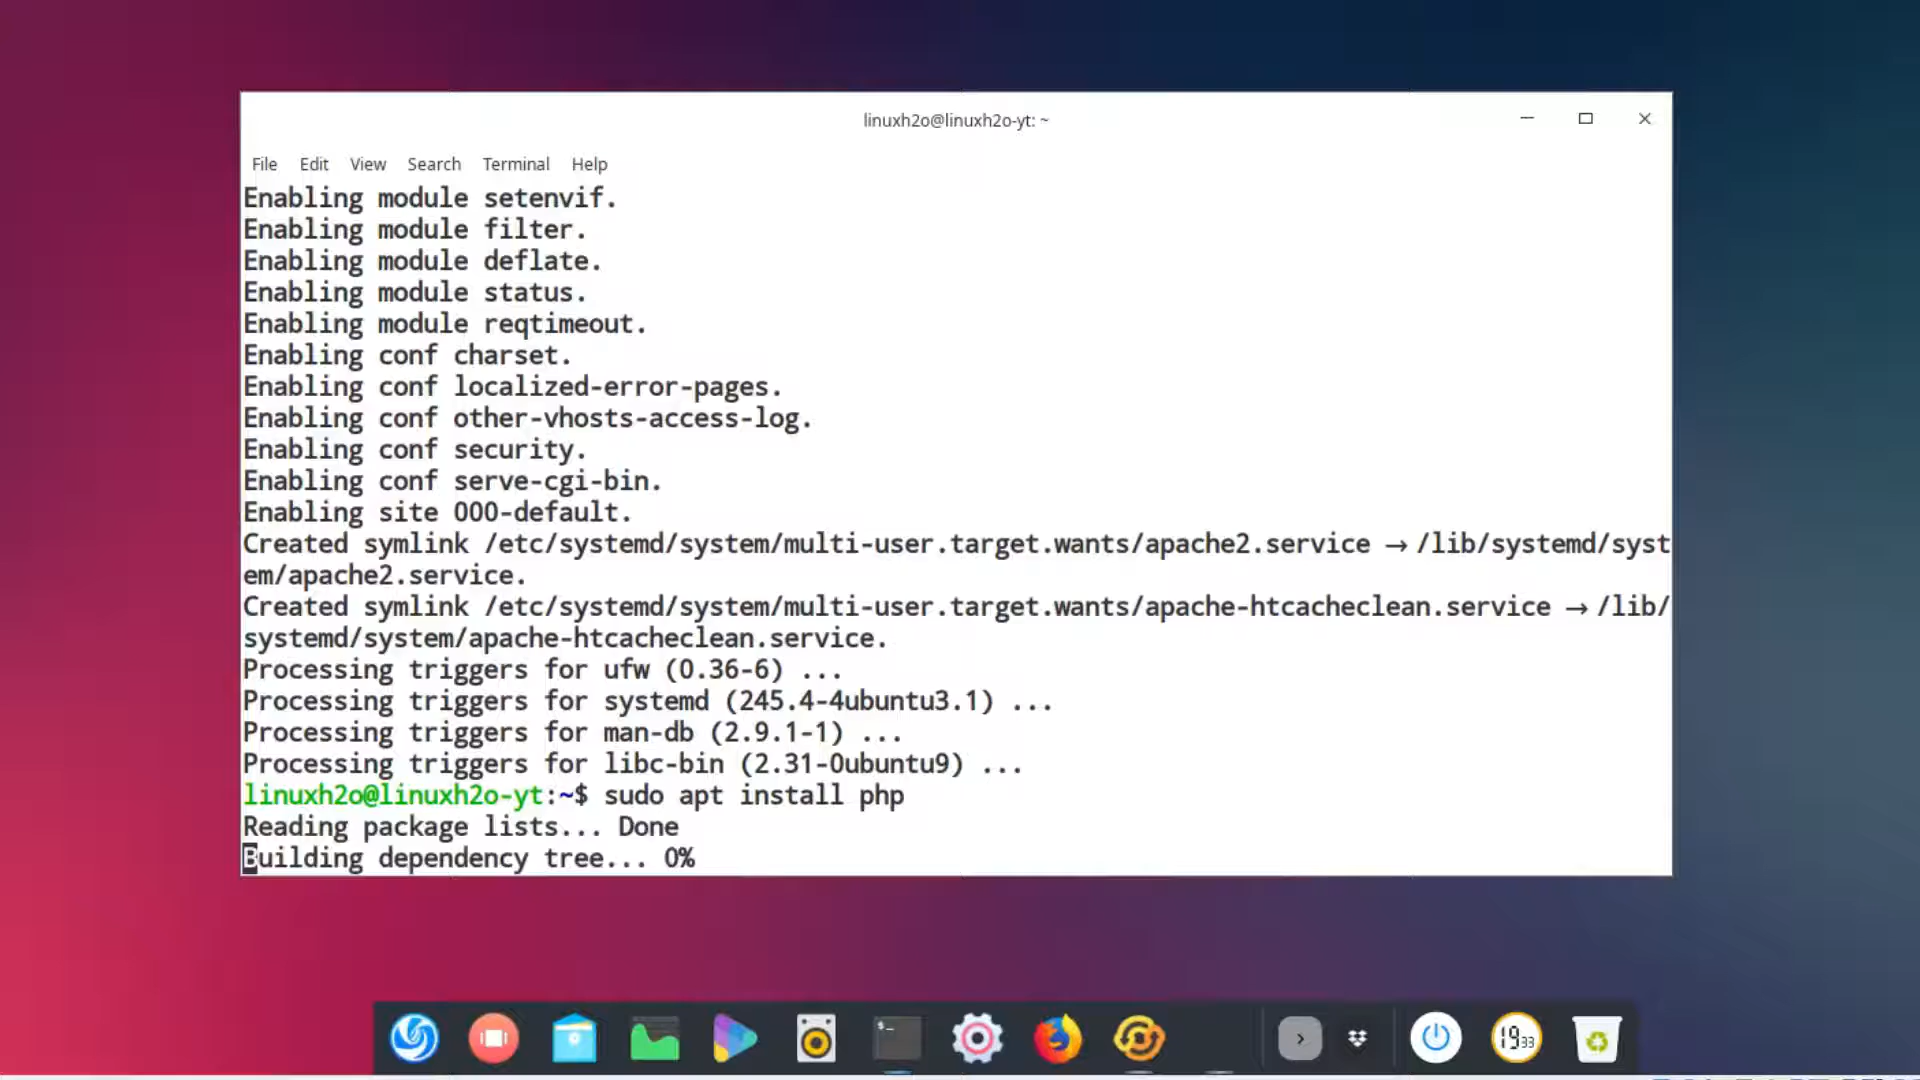 linuxh2o@linuxh2o-yt: ~
File Edit View Search Terminal Help
Enabling module setenvif.
Enabling module filter.
Enabling module deflate.
Enabling module status.
Enabling module reqtimeout.
Enabling conf charset.
Enabling conf localized-error-pages.
Enabling conf other-vhosts-access-log.
Enabling conf security.
Enabling conf serve-cgi-bin.
Enabling site 000-default.
Created symlink /etc/systemd/system/multi-user.target.wants/apache2.service → /lib/systemd/syst
em/apache2.service.
Created symlink /etc/systemd/system/multi-user.target.wants/apache-htcacheclean.service → /lib/
systemd/system/apache-htcacheclean.service.
Processing triggers for ufw (0.36-6) ...
Processing triggers for systemd (245.4-4ubuntu3.1) ...
Processing triggers for man-db (2.9.1-1) ...
Processing triggers for libc-bin (2.31-0ubuntu9) ...
linuxh2o@linuxh2o-yt:~$ sudo apt install php
Reading package lists... Done
Building dependency tree... 0%
$_
19 33